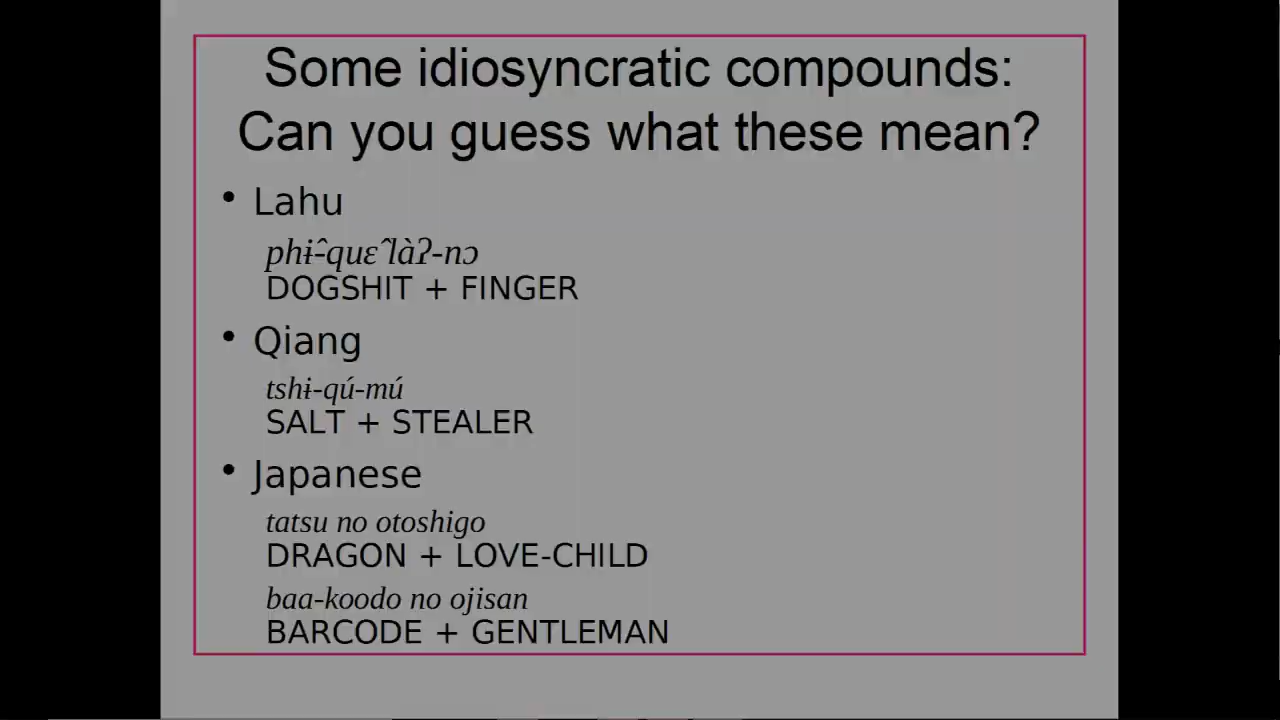 Some idiosyncratic compounds:
Can you guess what these mean?
• Lahu
phɨ̂-quɛ̂ làʔ-nɔ
DOGSHIT + FINGER
• Qiang
tshɨ-qú-mú
SALT + STEALER
• Japanese
tatsu no otoshigo
DRAGON + LOVE-CHILD
baa-koodo no ojisan
BARCODE + GENTLEMAN